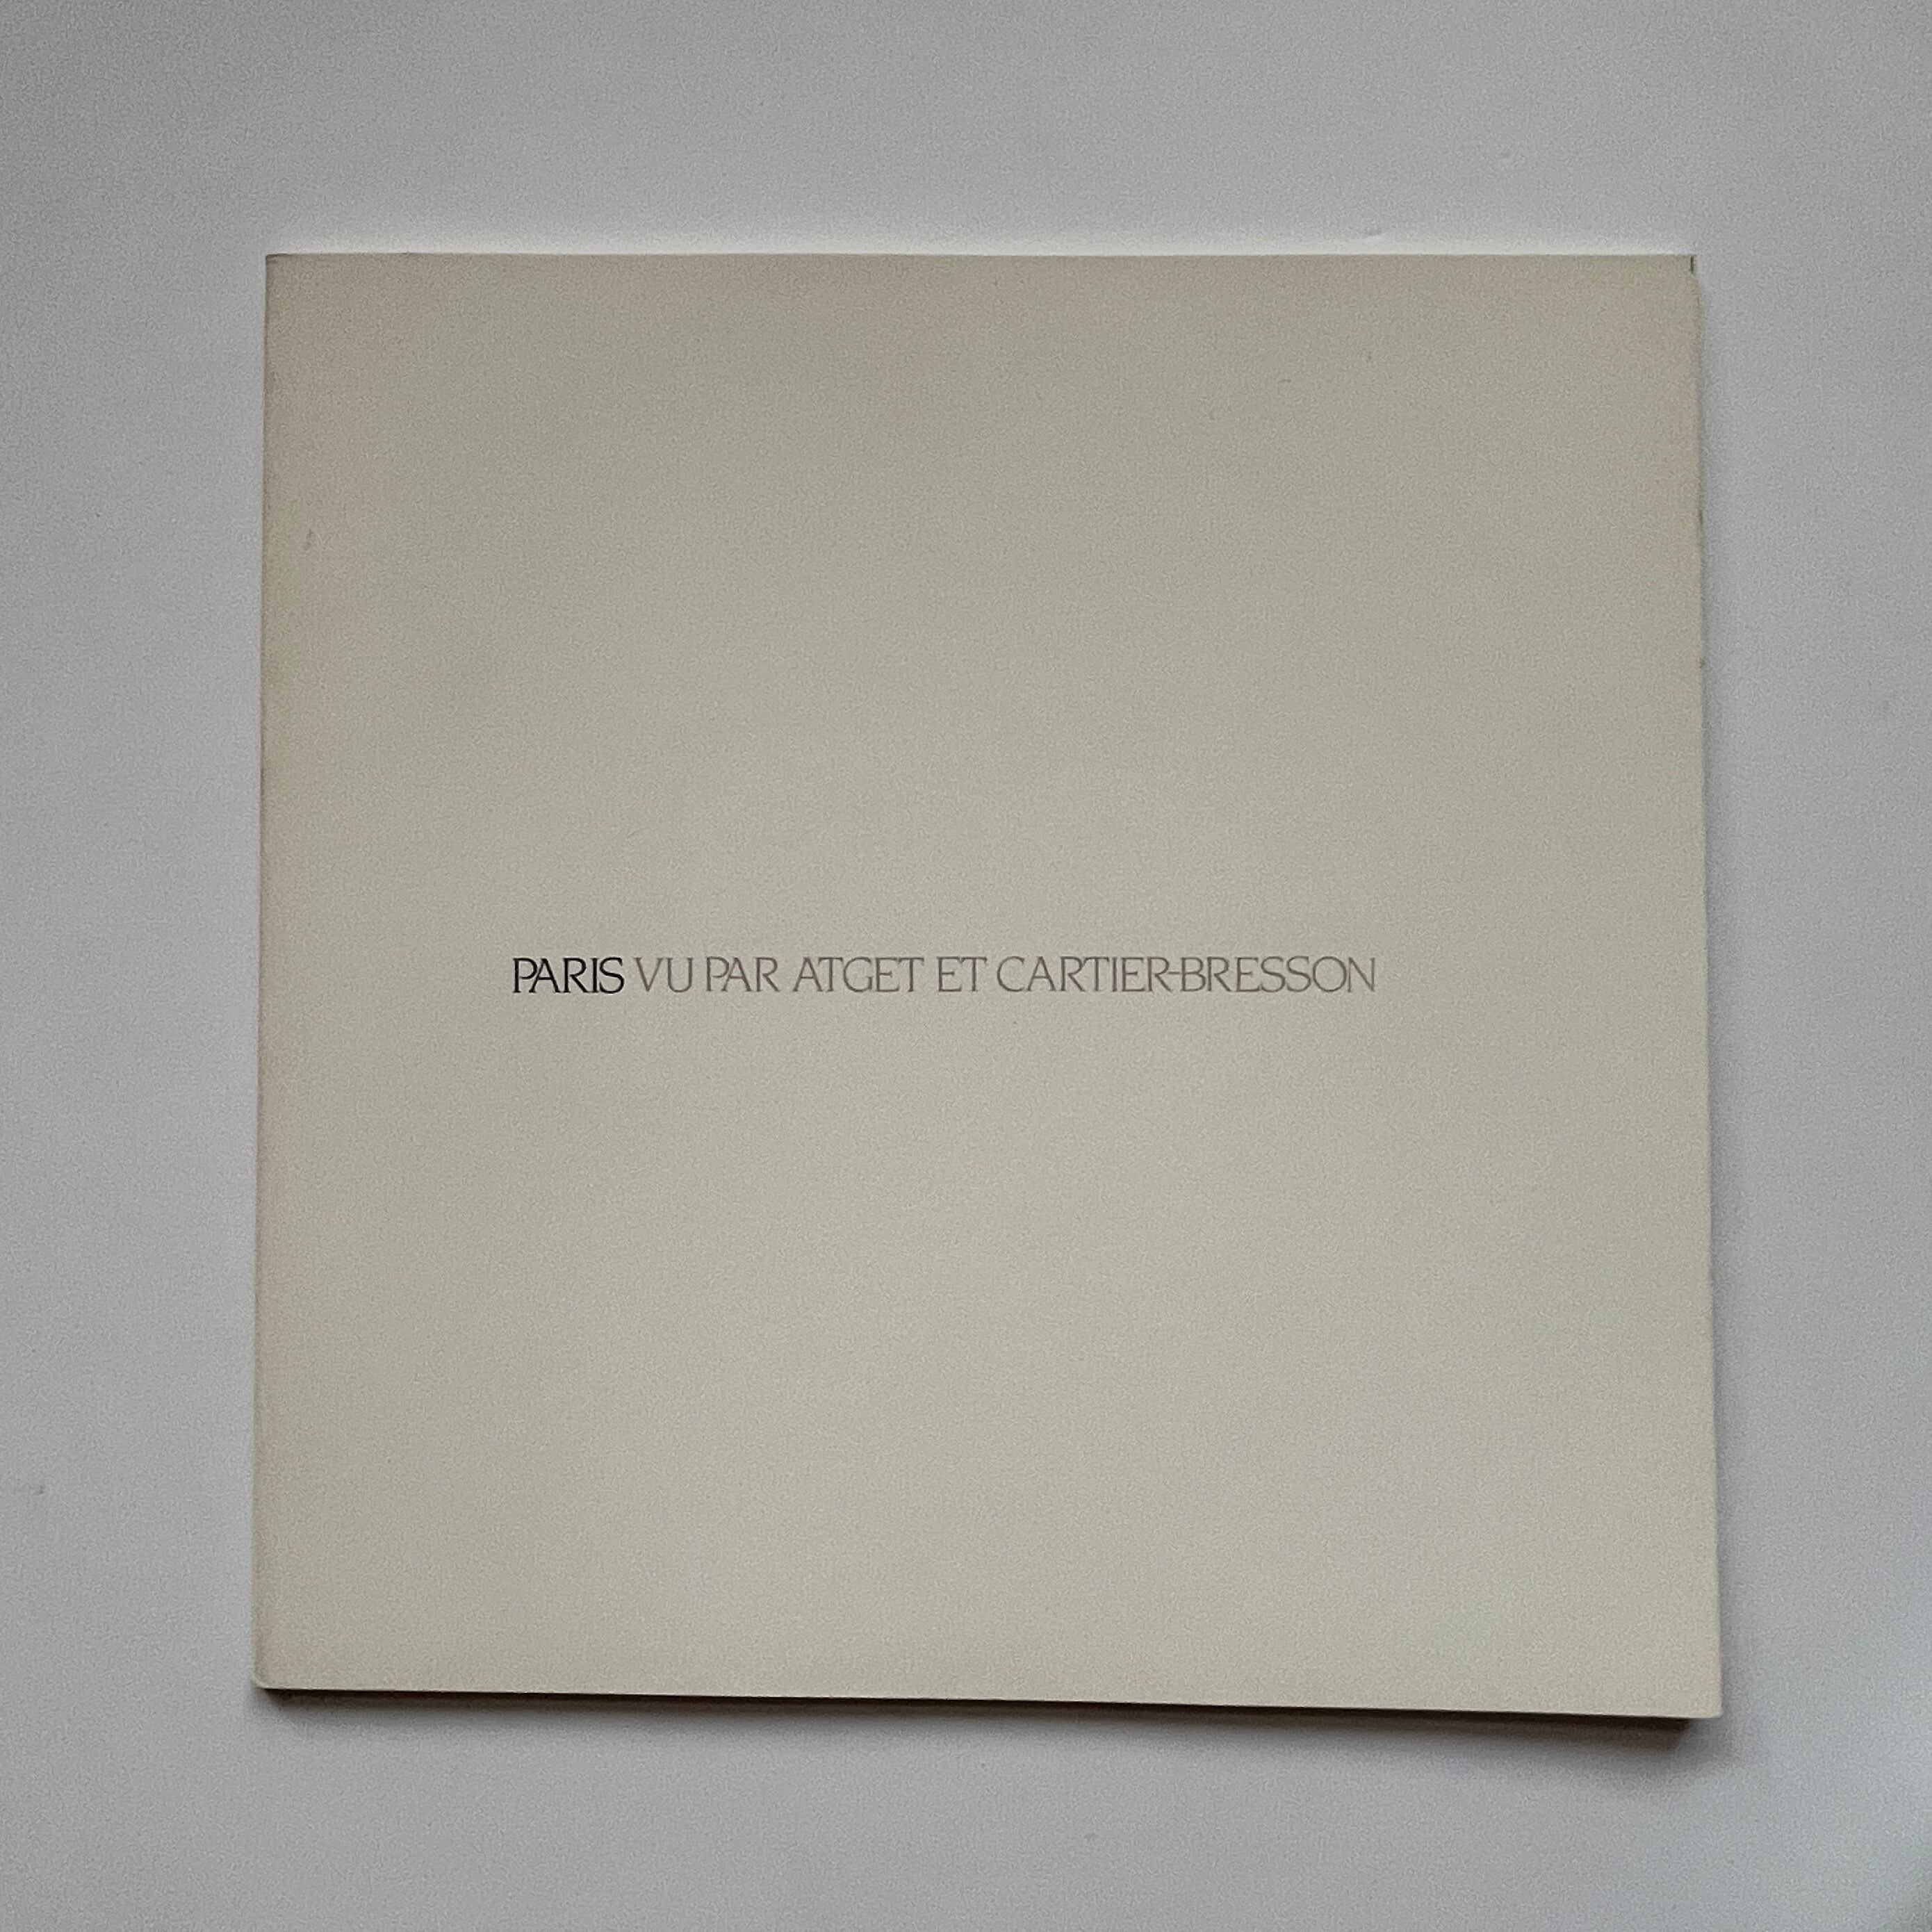 PARIS VU PAR ATGET ET CARTIER-BRESSON